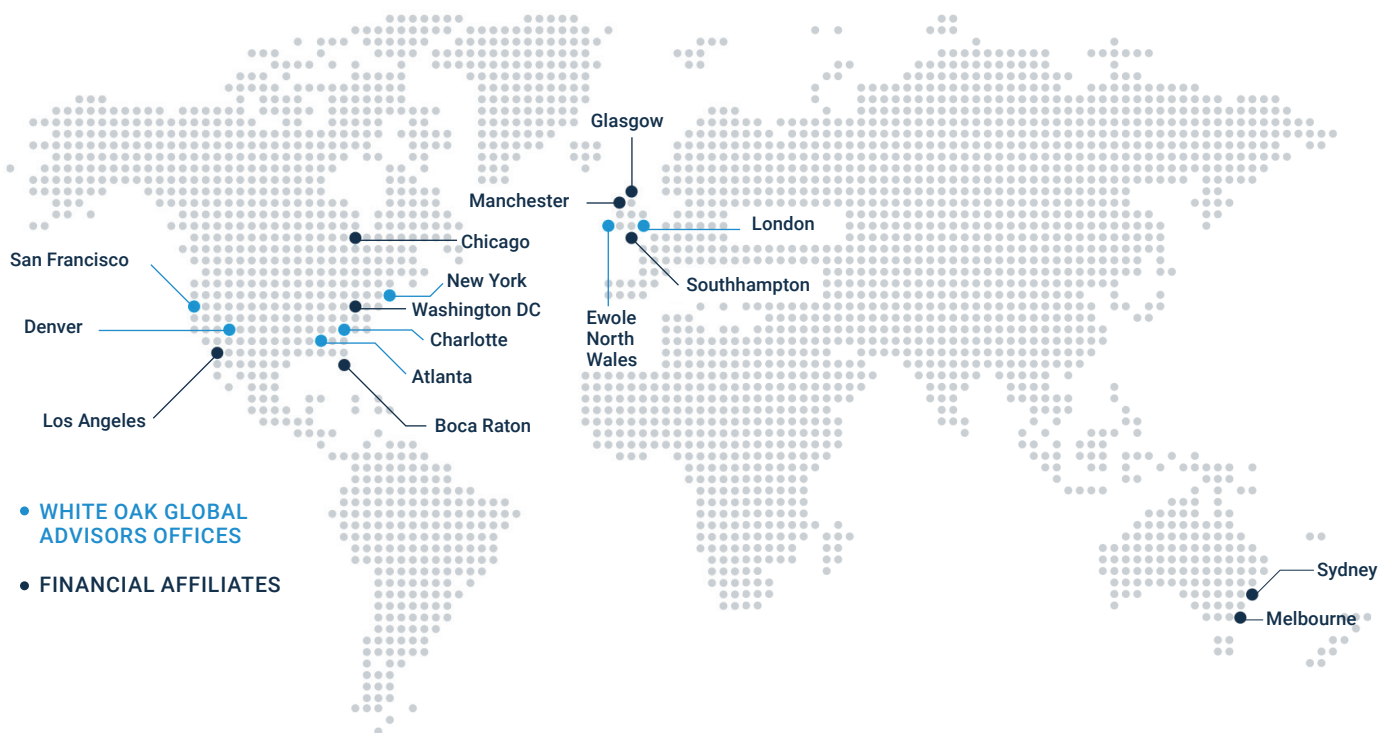 Glasgow
Manchester
London
Chicago
San Francisco
New York
Southhampton
Washington DC
Ewole
North
Wales
Denver
Charlotte
Atlanta
Los Angeles
Boca Raton
WHITE OAK GLOBAL
ADVISORS OFFICES
FINANCIAL AFFILIATES
Sydney
Melbourne